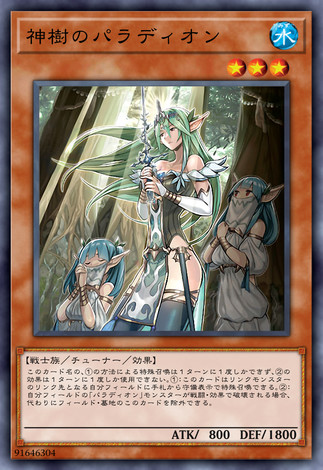 神樹のパラディオン
水
【戦士族／チューナー／効果】
このカード名の、①の方法による特殊召喚は１ターンに１度しかできず、②の
効果は１ターンに１度しか使用できない。①：このカードはリンクモンスター
のリンク先となる自分フィールドに手札から守備表示で特殊召喚できる。②：
自分フィールドの「パラディオン」モンスターが戦闘・効果で破壊される場合、
代わりにフィールド・墓地のこのカードを除外できる。
ATK/ 800 DEF/1800
91646304